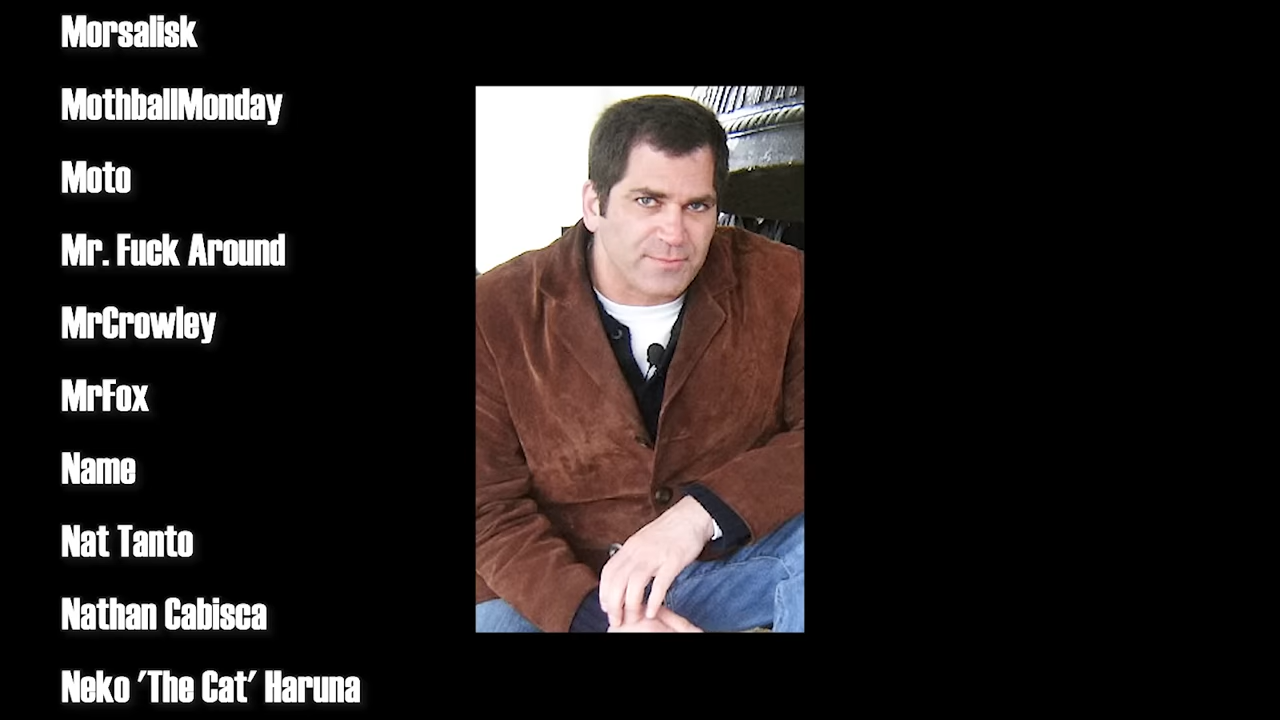 Morsalisk
MothballMonday
Moto
Mr. Fuck Around
MrCrowley
MrFox
Name
Nat Tanto
Nathan Cabisca
Neko 'The Cat' Haruna